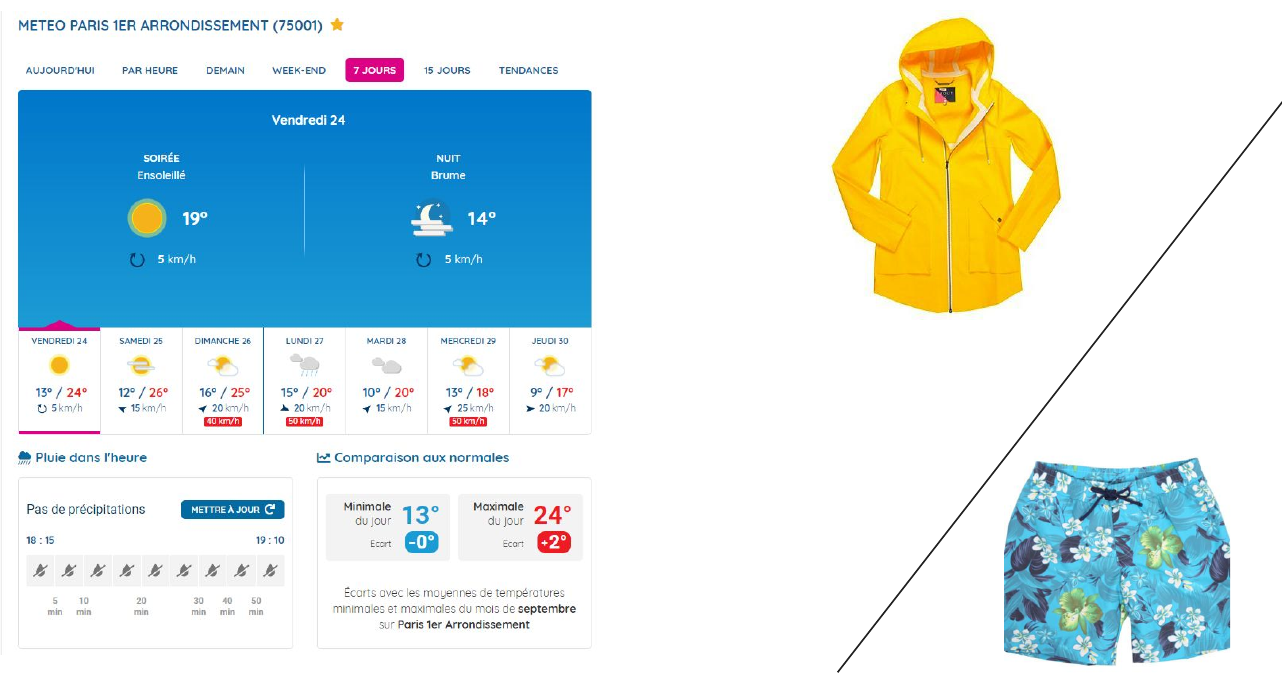 METEO PARIS 1ER ARRONDISSEMENT (75001)
AUJOURD'HUI PAR HEURE DEMAIN WEEK-END 7 JOURS 15 JOURS TENDANCES
Vendredi 24
SOIRÉE
Ensoleillé
19°
5 km/h
NUIT
Brume
14°
5 km/h
VENDREDI 24 SAMEDI 25 DIMANCHE 26 LUNDI 27 MARDI 28 MERCREDI 29 JEUDI 30
13° / 24° 12° / 26° 16° / 25° 15° / 20° 10° / 20° 13° / 18° 9° / 17°
5 km/h 15 km/h 20 km/h 20 km/h 15 km/h 25 km/h 20 km/h
40 km/h 50 km/h 50 km/h
Pluie dans l'heure
Pas de précipitations METTRE À JOUR
18 : 15 19 : 10
5 10 20 30 40 50
min min min min min min
Comparaison aux normales
Minimale
du jour
13°
Ecart -0°
Maximale
du jour
24°
Ecart +2°
Écarts avec les moyennes de températures
minimales et maximales du mois de septembre
sur Paris 1er Arrondissement